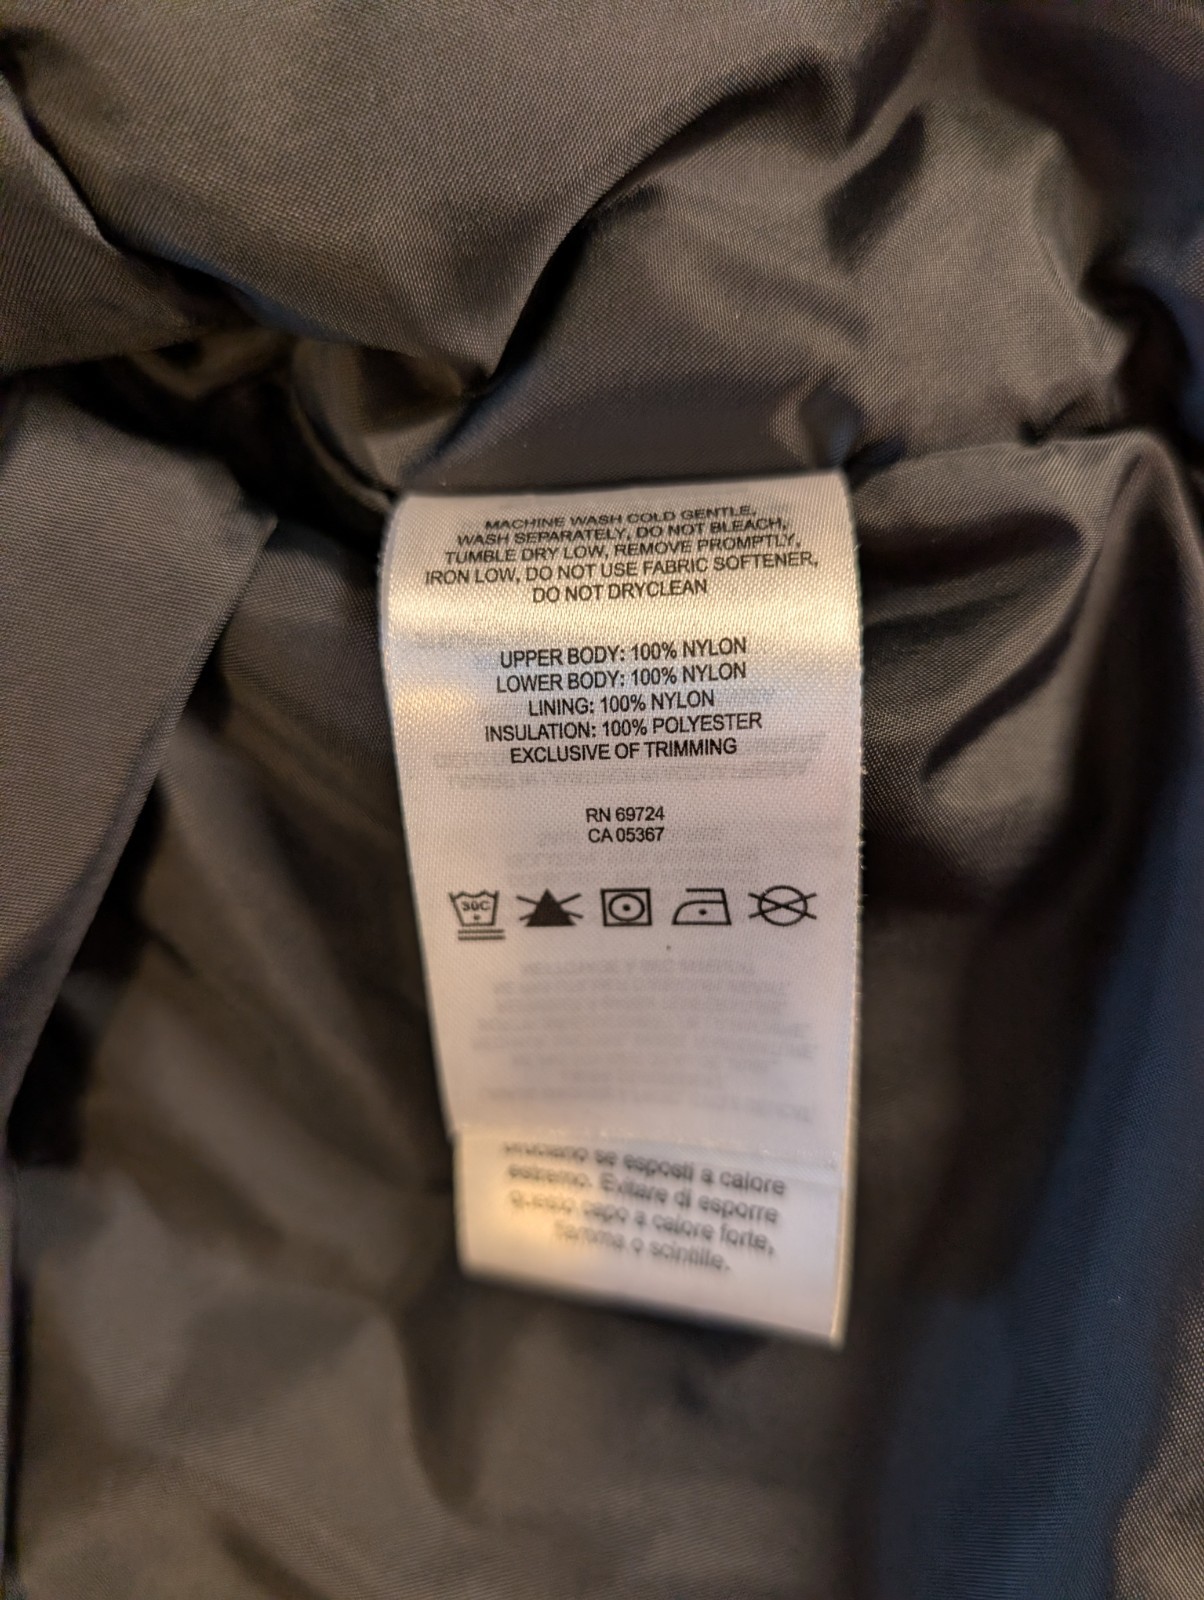 MACHINE WASH COLD GENTLE,
WASH SEPARATELY, DO NOT BLEACH,
TUMBLE DRY LOW, REMOVE PROMPTLY,
IRON LOW, DO NOT USE FABRIC SOFTENER,
DO NOT DRYCLEAN
UPPER BODY: 100% NYLON
LOWER BODY: 100% NYLON
LINING: 100% NYLON
INSULATION: 100% POLYESTER
EXCLUSIVE OF TRIMMING
RN 69724
CA 05367
30C
se esposti a calore
estremo. Evitare di esporre
questo capo a calore forte,
fiamma o scintille.